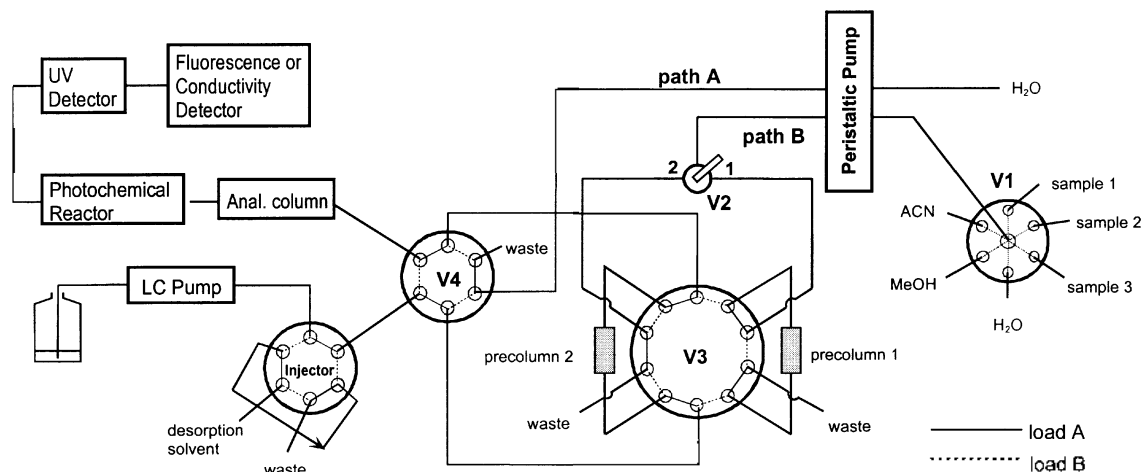 UV
Detector
Fluorescence or
Conductivity
Detector
path A
H₂O
path B
Peristaltic Pump
2
1
V2
V1
sample 1
ACN
sample 2
MeOH
sample 3
H₂O
Photochemical
Reactor
Anal. column
waste
V4
LC Pump
Injector
desorption
solvent
waste
precolumn 2
V3
precolumn 1
waste
waste
load A
load B